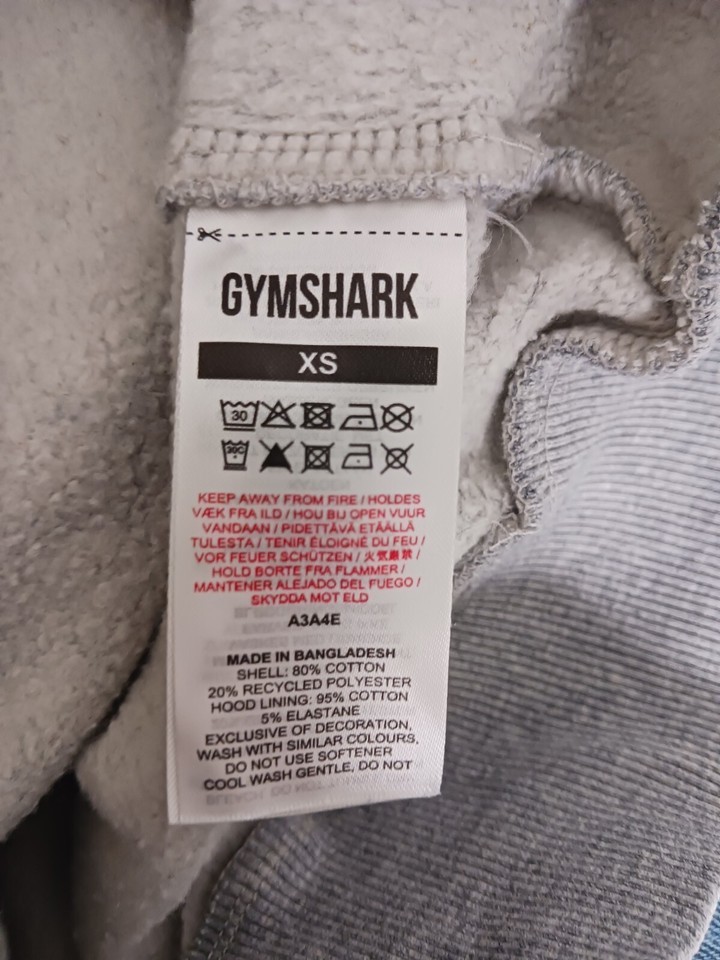 GYMSHARK
XS
30
30C
KEEP AWAY FROM FIRE / HOLDES
VÆK FRA ILD / HOU BIJ OPEN VUUR
VANDAAN / PIDETTÄVÄ ETÄÄLLÄ
TULESTA / TENIR ÉLOIGNÉ DU FEU /
VOR FEUER SCHÜTZEN / 火気厳禁 /
HOLD BORTE FRA FLAMMER /
MANTENER ALEJADO DEL FUEGO /
SKYDDA MOT ELD
A3A4E
MADE IN BANGLADESH
SHELL: 80% COTTON
20% RECYCLED POLYESTER
HOOD LINING: 95% COTTON
5% ELASTANE
EXCLUSIVE OF DECORATION,
WASH WITH SIMILAR COLOURS,
DO NOT USE SOFTENER
COOL WASH GENTLE, DO NOT